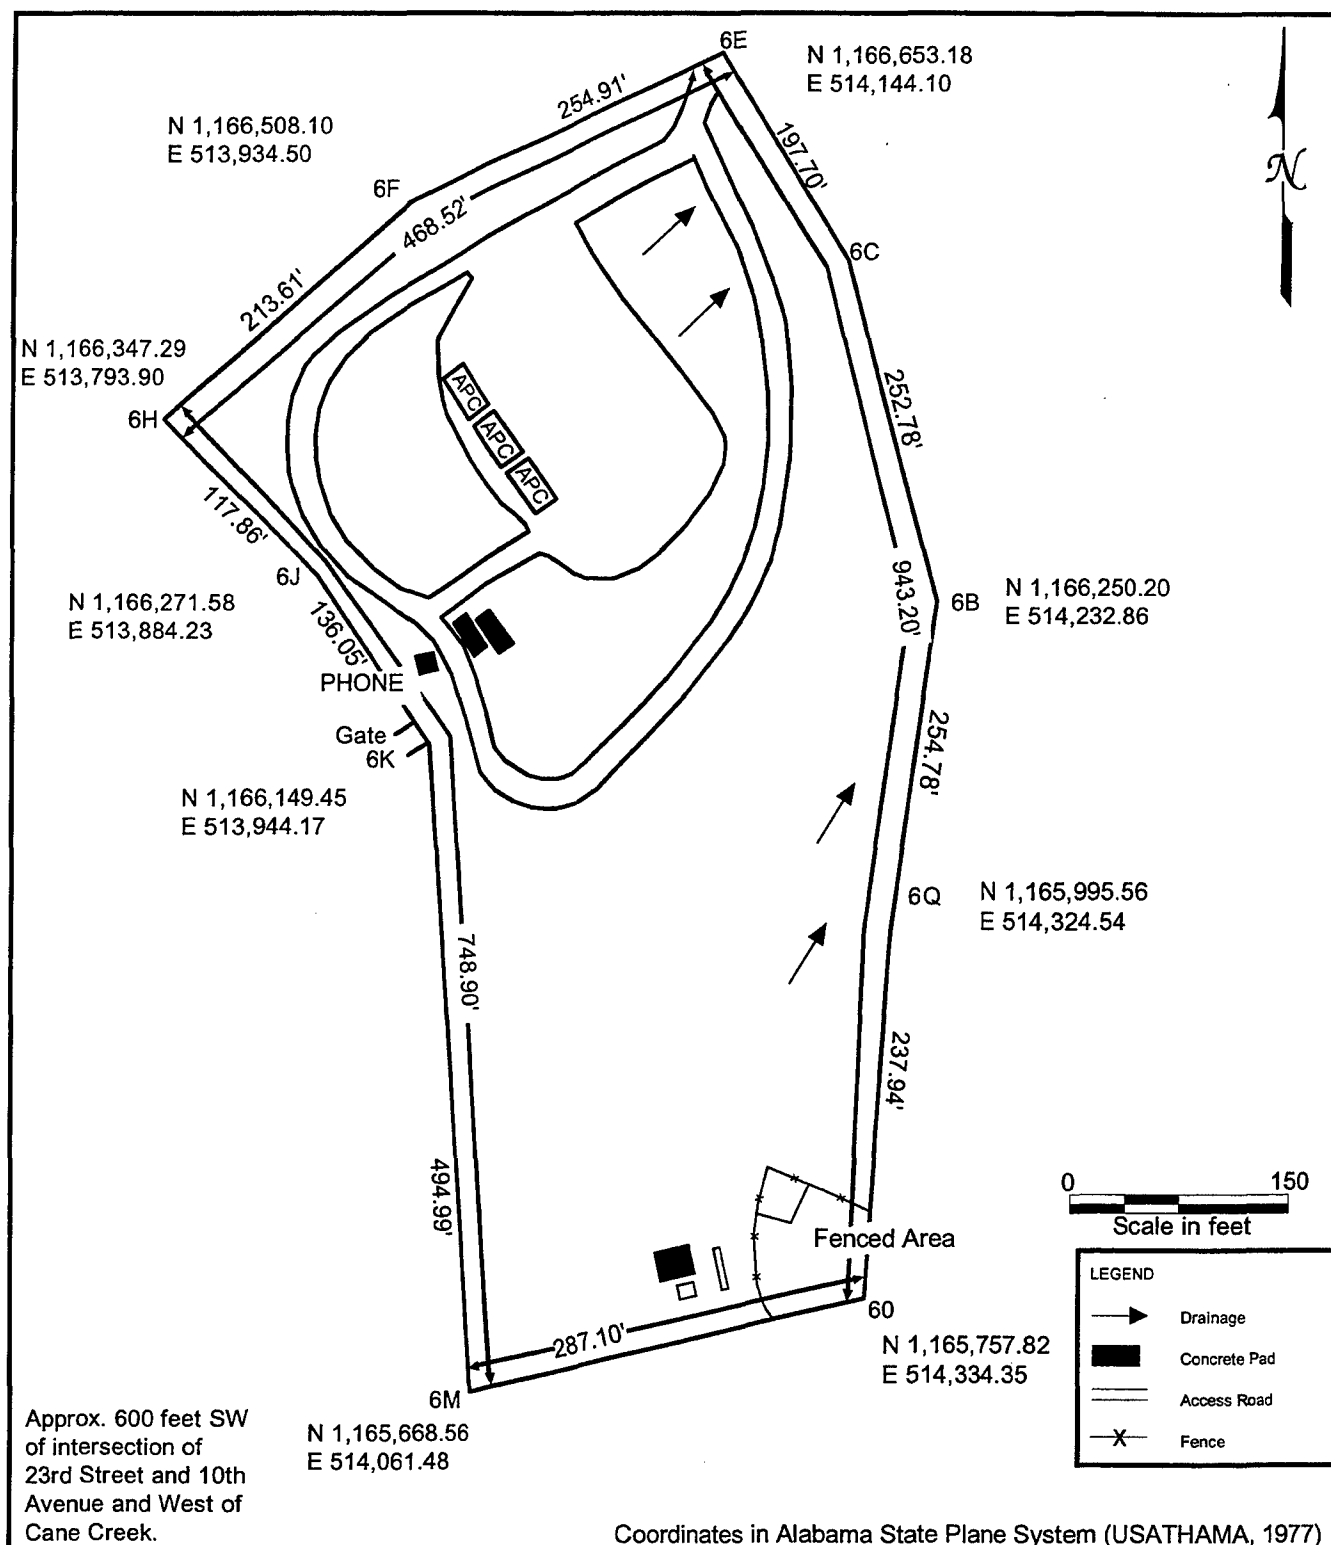 6E
N 1,166,653.18
E 514,144.10
254.91'
N 1,166,508.10
E 513,934.50
197.70'
N
6F
468.52'
6C
213.61'
N 1,166,347.29
E 513,793.90
6H
APC
APC
APC
252.78'
117.86'
6J
943.20'
6B
N 1,166,250.20
E 514,232.86
N 1,166,271.58
E 513,884.23
136.05'
PHONE
Gate
6K
254.78'
N 1,166,149.45
E 513,944.17
6Q
N 1,165,995.56
E 514,324.54
748.90'
237.94'
494.99'
0 150
Scale in feet
Fenced Area
LEGEND
Drainage
Concrete Pad
Access Road
Fence
60
287.10'
N 1,165,757.82
E 514,334.35
6M
N 1,165,668.56
E 514,061.48
Approx. 600 feet SW
of intersection of
23rd Street and 10th
Avenue and West of
Cane Creek.
Coordinates in Alabama State Plane System (USATHAMA, 1977)